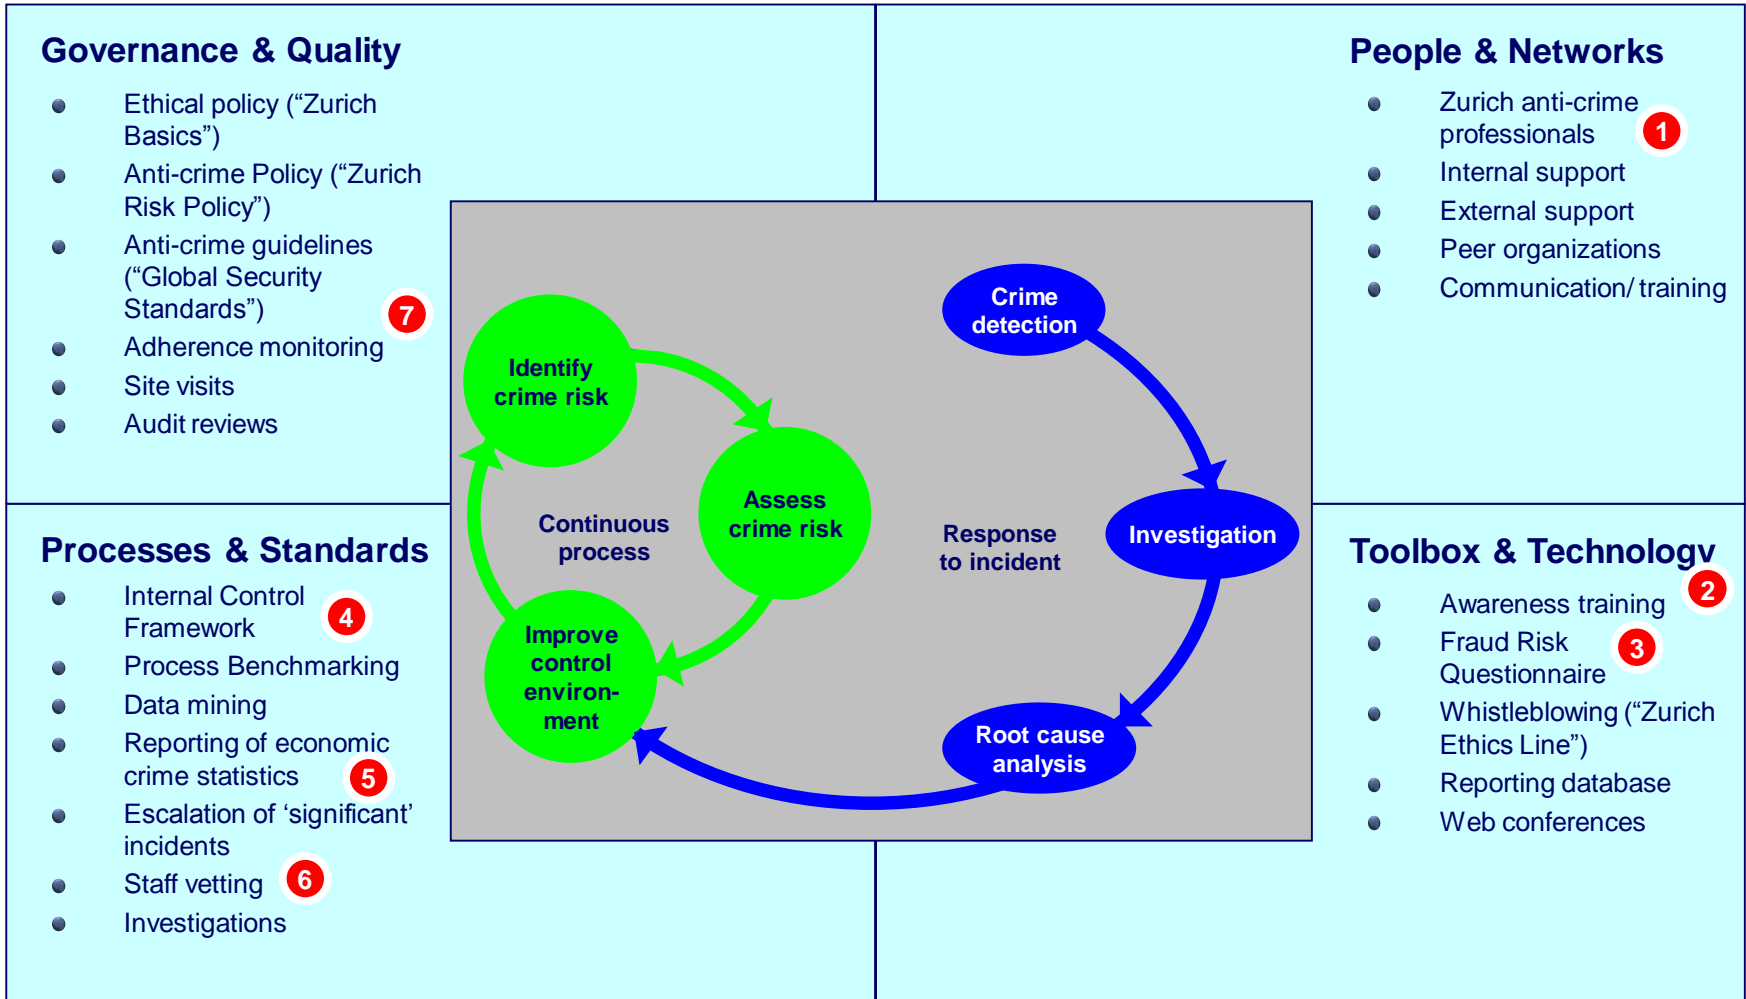 Governance & Quality
Ethical policy (“Zurich
Basics”)
Anti-crime Policy (“Zurich
Risk Policy”)
Anti-crime guidelines
(“Global Security
Standards”)
7
Adherence monitoring
Site visits
Audit reviews
People & Networks
Zurich anti-crime
professionals
1
Internal support
External support
Peer organizations
Communication/ training
Identify
crime risk
Assess
crime risk
Improve
control
environ-
ment
Continuous
process
Crime
detection
Investigation
Root cause
analysis
Response
to incident
Processes & Standards
Internal Control
Framework
4
Process Benchmarking
Data mining
Reporting of economic
crime statistics
5
Escalation of ‘significant’
incidents
Staff vetting
6
Investigations
Toolbox & Technology
2
Awareness training
Fraud Risk
Questionnaire
3
Whistleblowing (“Zurich
Ethics Line”)
Reporting database
Web conferences